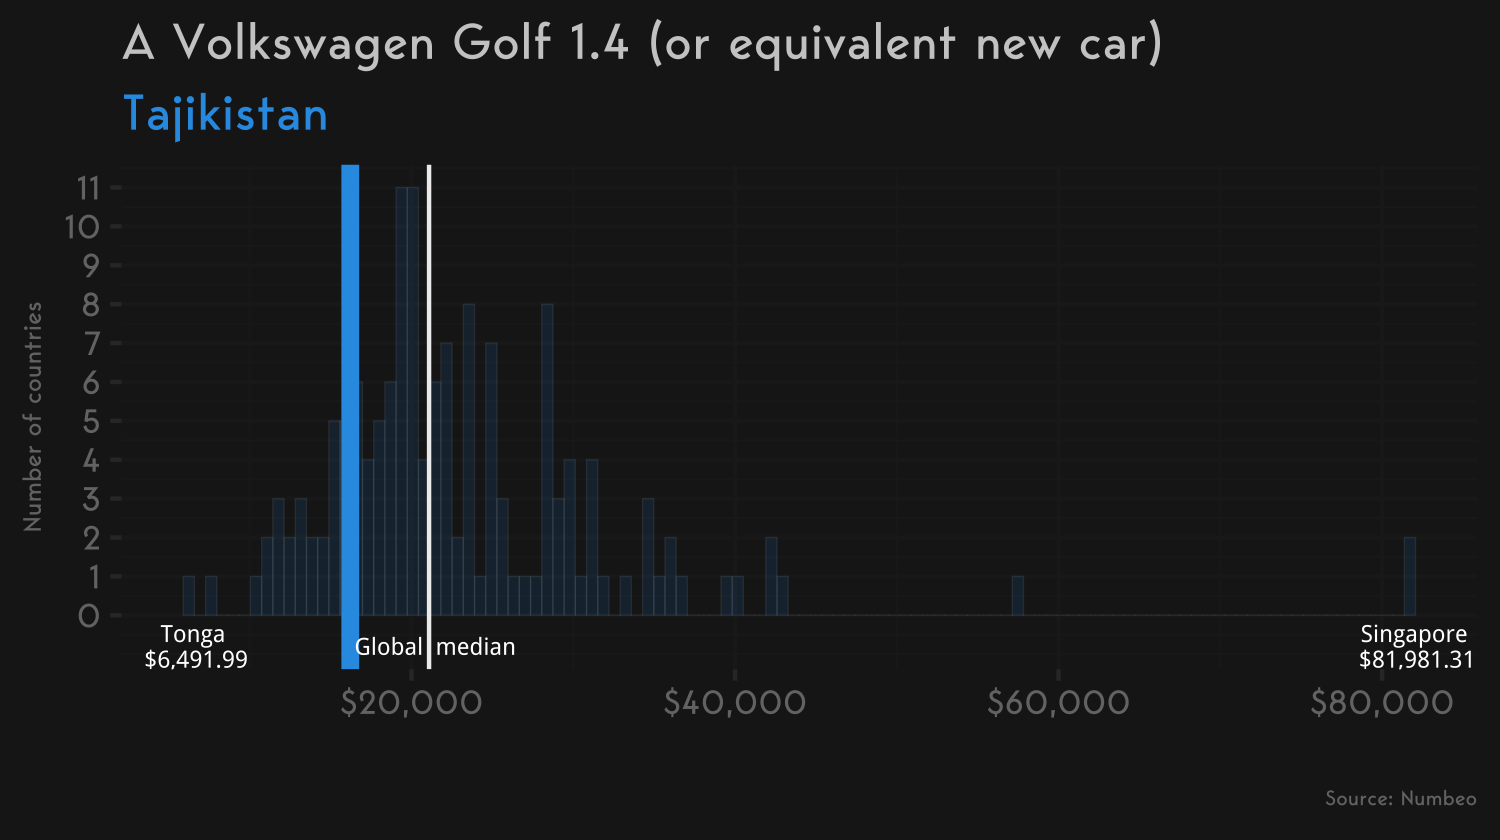 A Volkswagen Golf 1.4 (or equivalent new car)
Tajikistan
Number of countries
11
10
9
8
7
6
5
4
3
2
1
0
Tonga
$6,491.99
Global median
Singapore
$81,981.31
$20,000
$40,000
$60,000
$80,000
Source: Numbeo